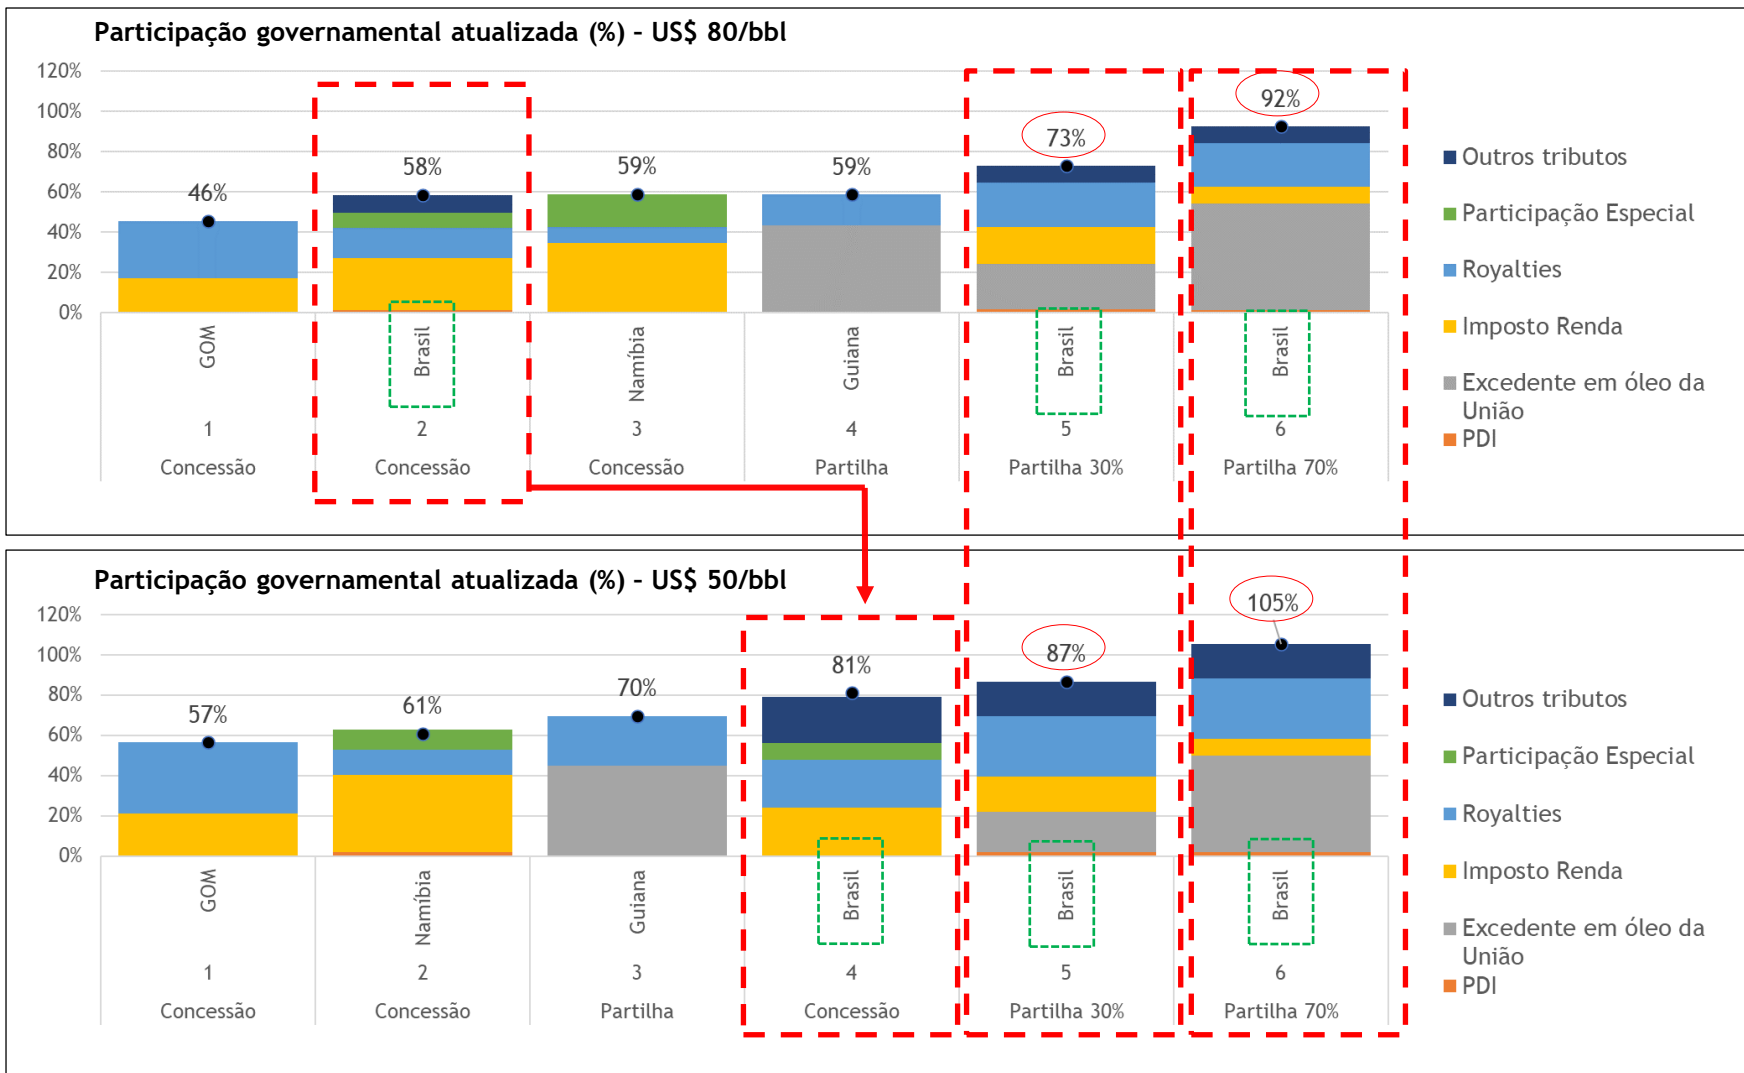 Participação governamental atualizada (%) - US$ 80/bbl
120%
100%
80%
60%
40%
20%
0%
46%
58%
59%
59%
73%
92%
GOM
Brasil
Namíbia
Guiana
Brasil
Brasil
1
2
3
4
5
6
Concessão
Concessão
Concessão
Partilha
Partilha 30%
Partilha 70%
Outros tributos
Participação Especial
Royalties
Imposto Renda
Excedente em óleo da
União
PDI
Participação governamental atualizada (%) - US$ 50/bbl
120%
100%
80%
60%
40%
20%
0%
57%
61%
70%
81%
87%
105%
GOM
Namíbia
Guiana
Brasil
Brasil
Brasil
1
2
3
4
5
6
Concessão
Concessão
Partilha
Concessão
Partilha 30%
Partilha 70%
Outros tributos
Participação Especial
Royalties
Imposto Renda
Excedente em óleo da
União
PDI